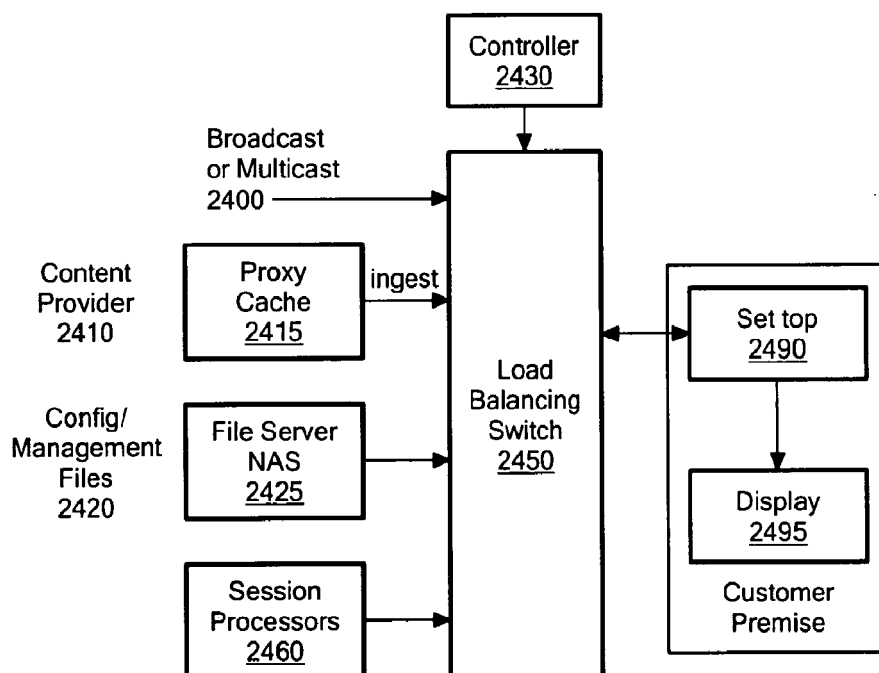 Controller
2430
Broadcast
or Multicast
2400
Content
Provider
2410
Proxy
Cache
2415
ingest
Config/
Management
Files
2420
File Server
NAS
2425
Session
Processors
2460
Load
Balancing
Switch
2450
Set top
2490
Display
2495
Customer
Premise